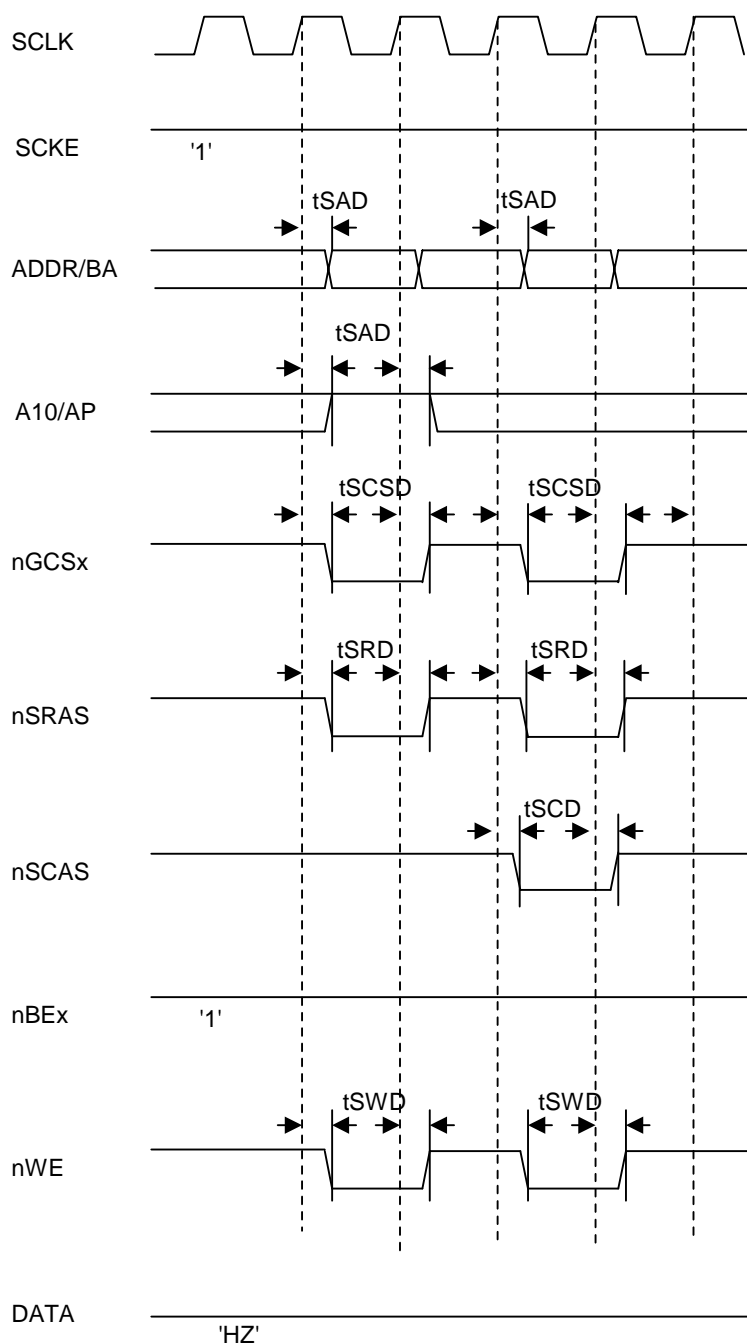 SCLK
SCKE
'1'
tSAD tSAD
ADDR/BA
tSAD
A10/AP
tSCSD tSCSD
nGCSx
tSRD tSRD
nSRAS
tSCD
nSCAS
nBEx
'1'
tSWD tSWD
nWE
DATA
'HZ'